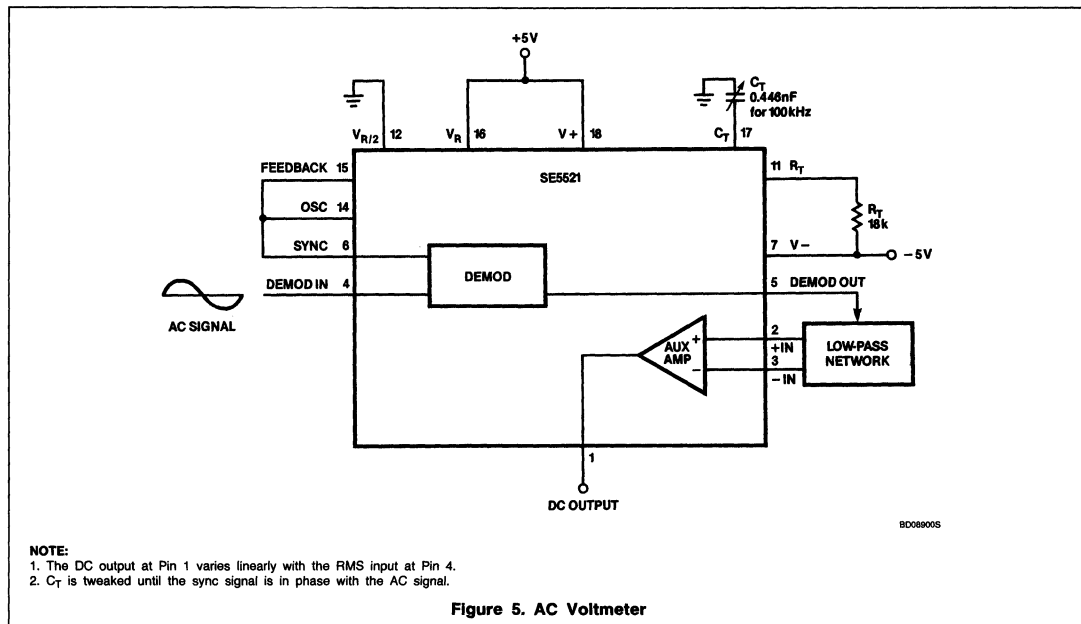 +5V
C_T
0.446nF
for 100kHz
V_R/2 12
V_R 16
V+ 18
C_T 17
FEEDBACK 15
SE5521
11 R_T
OSC 14
R_T
18k
SYNC 6
7 V−
−5V
DEMOD
DEMOD IN 4
5 DEMOD OUT
AC SIGNAL
AUX
AMP
+
−
2
+IN
3
−IN
LOW-PASS
NETWORK
1
DC OUTPUT
BD08900S
NOTE:
1. The DC output at Pin 1 varies linearly with the RMS input at Pin 4.
2. C_T is tweaked until the sync signal is in phase with the AC signal.
Figure 5. AC Voltmeter